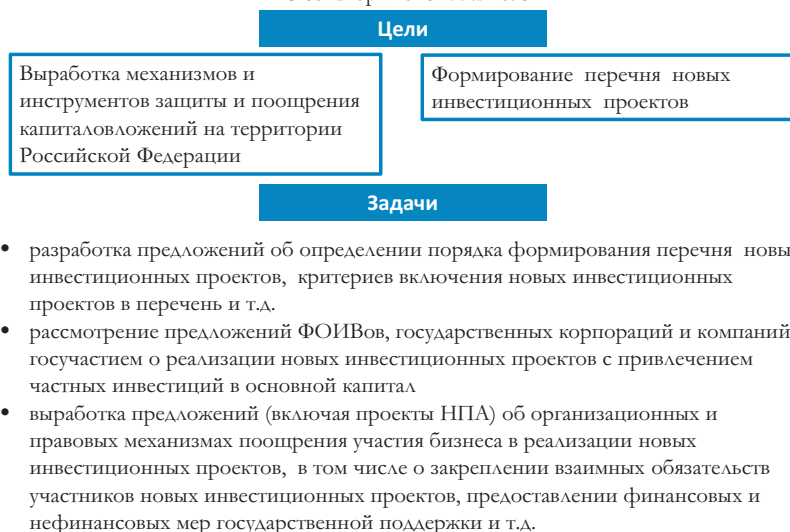 Цели
Выработка механизмов и
инструментов защиты и поощрения
капиталовложений на территории
Российской Федерации
Формирование перечня новых
инвестиционных проектов
Задачи
• разработка предложений об определении порядка формирования перечня новы
инвестиционных проектов, критериев включения новых инвестиционных
проектов в перечень и т.д.
• рассмотрение предложений ФОИВов, государственных корпораций и компаний
госучастием о реализации новых инвестиционных проектов с привлечением
частных инвестиций в основной капитал
• выработка предложений (включая проекты НПА) об организационных и
правовых механизмах поощрения участия бизнеса в реализации новых
инвестиционных проектов, в том числе о закреплении взаимных обязательств
участников новых инвестиционных проектов, предоставлении финансовых и
нефинансовых мер государственной поддержки и т.д.